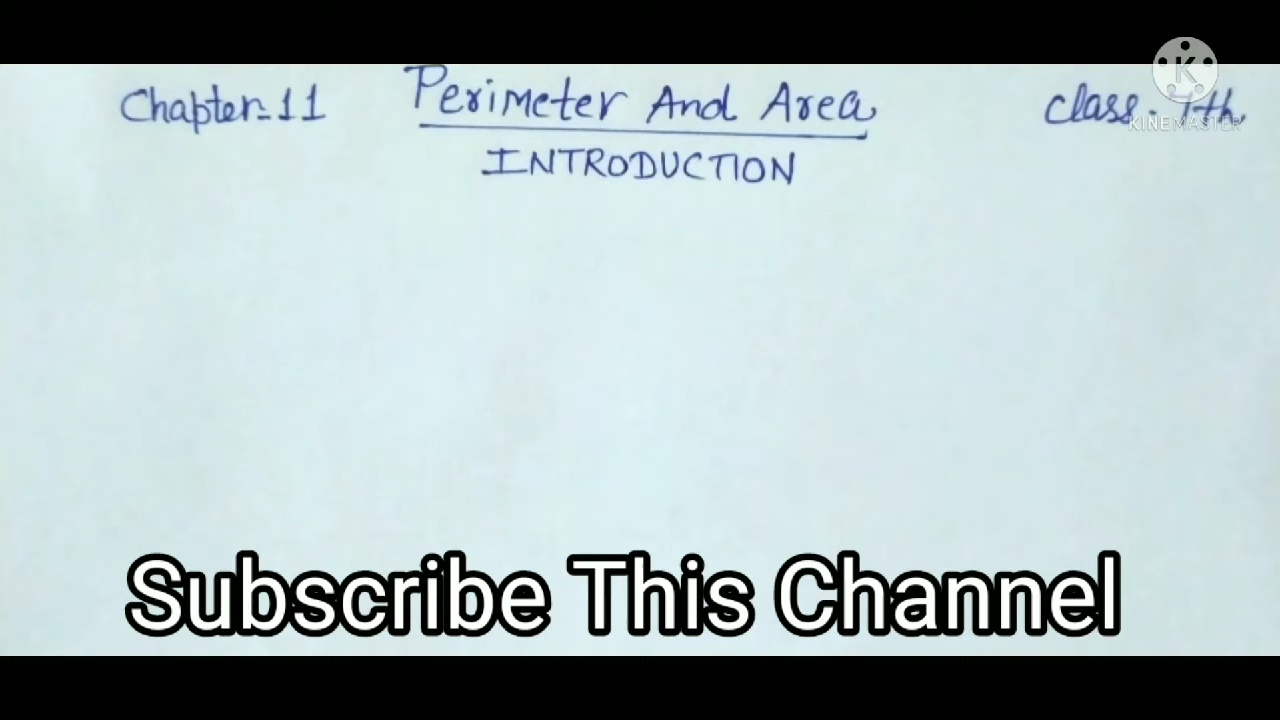 Chapter-11 Perimeter And Area class-7th
KINEMASTER
INTRODUCTION
Subscribe This Channel